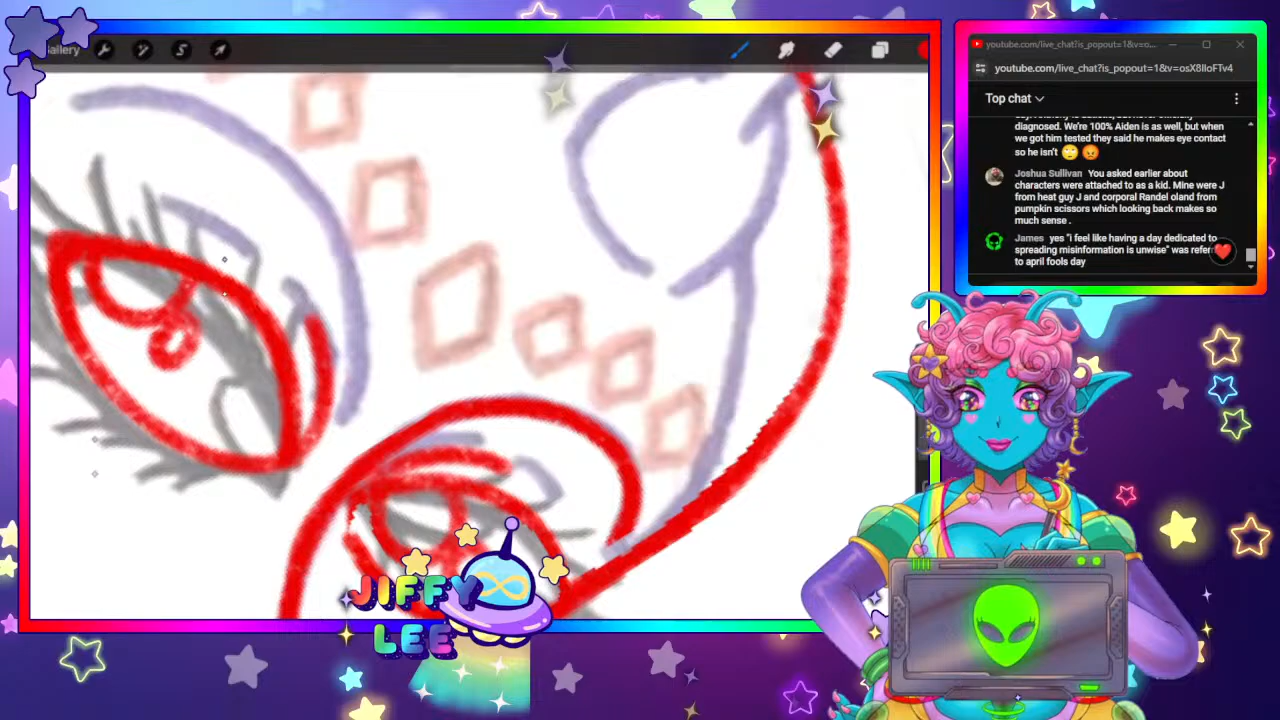 allery
youtube.com/live_chat?is_popout=1&v=o...
youtube.com/live_chat?is_popout=1&v=osX8lIoFTv4
Top chat
diagnosed. We're 100% Aiden is as well, but when
we got him tested they said he makes eye contact
so he isn't 🙄 😡
Joshua Sullivan You asked earlier about
characters were attached to as a kid. Mine were J
from heat guy J and corporal Randel oland from
pumpkin scissors which looking back makes so
much sense .
James yes "i feel like having a day dedicated to
spreading misinformation is unwise" was refer
to april fools day
JIFFY
LEE